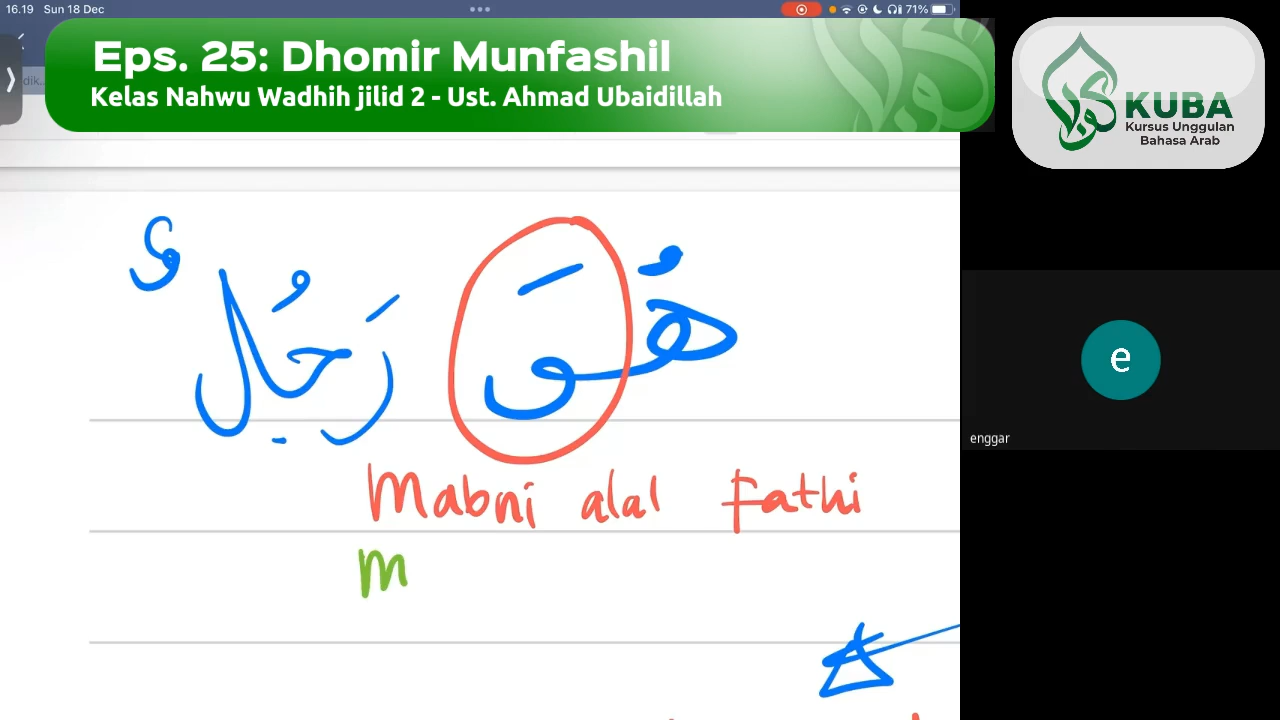 16.19 Sun 18 Dec
71%
Eps. 25: Dhomir Munfashil
Kelas Nahwu Wadhih jilid 2 - Ust. Ahmad Ubaidillah
KUBA
Kursus Unggulan
Bahasa Arab
dik..
هُوَ رَجُلٌ
Mabni alal Fathi
M
e
enggar